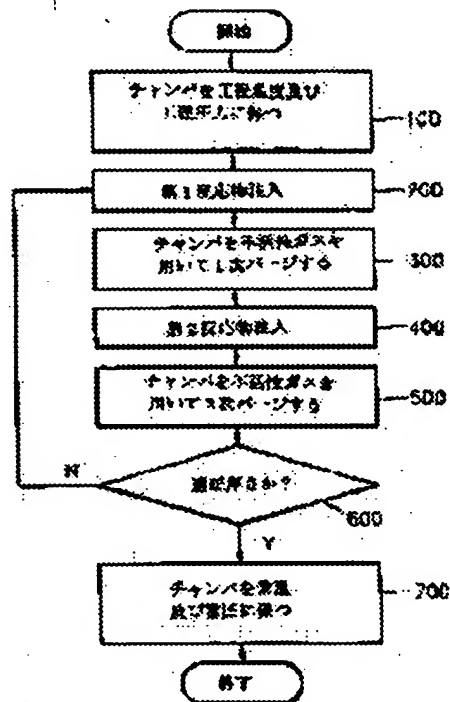 開始
チャンバを工程温度及び
工程圧力に保つ
100
第1反応物注入
200
チャンバを不活性ガスを
用いて1次パージする
300
第2反応物注入
400
チャンバを不活性ガスを
用いて2次パージする
500
N
適正厚さか?
600
Y
チャンバを常温
及び常圧に保つ
700
終了